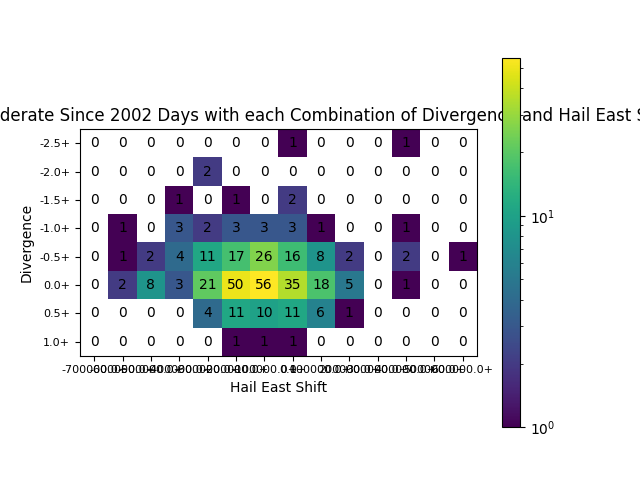 derate Since 2002 Days with each Combination of Divergence and Hail East S
-2.5+ 0 0 0 0 0 0 0 1 0 0 0 1 0 0
-2.0+ 0 0 0 0 2 0 0 0 0 0 0 0 0 0
-1.5+ 0 0 0 1 0 1 0 2 0 0 0 0 0 0
-1.0+ 0 1 0 3 2 3 3 3 1 0 0 1 0 0
-0.5+ 0 1 2 4 11 17 26 16 8 2 0 2 0 1
0.0+ 0 2 8 3 21 50 56 35 18 5 0 1 0 0
0.5+ 0 0 0 0 4 11 10 11 6 1 0 0 0 0
1.0+ 0 0 0 0 0 1 1 1 0 0 0 0 0 0
Hail East Shift
Divergence
10¹
10⁰